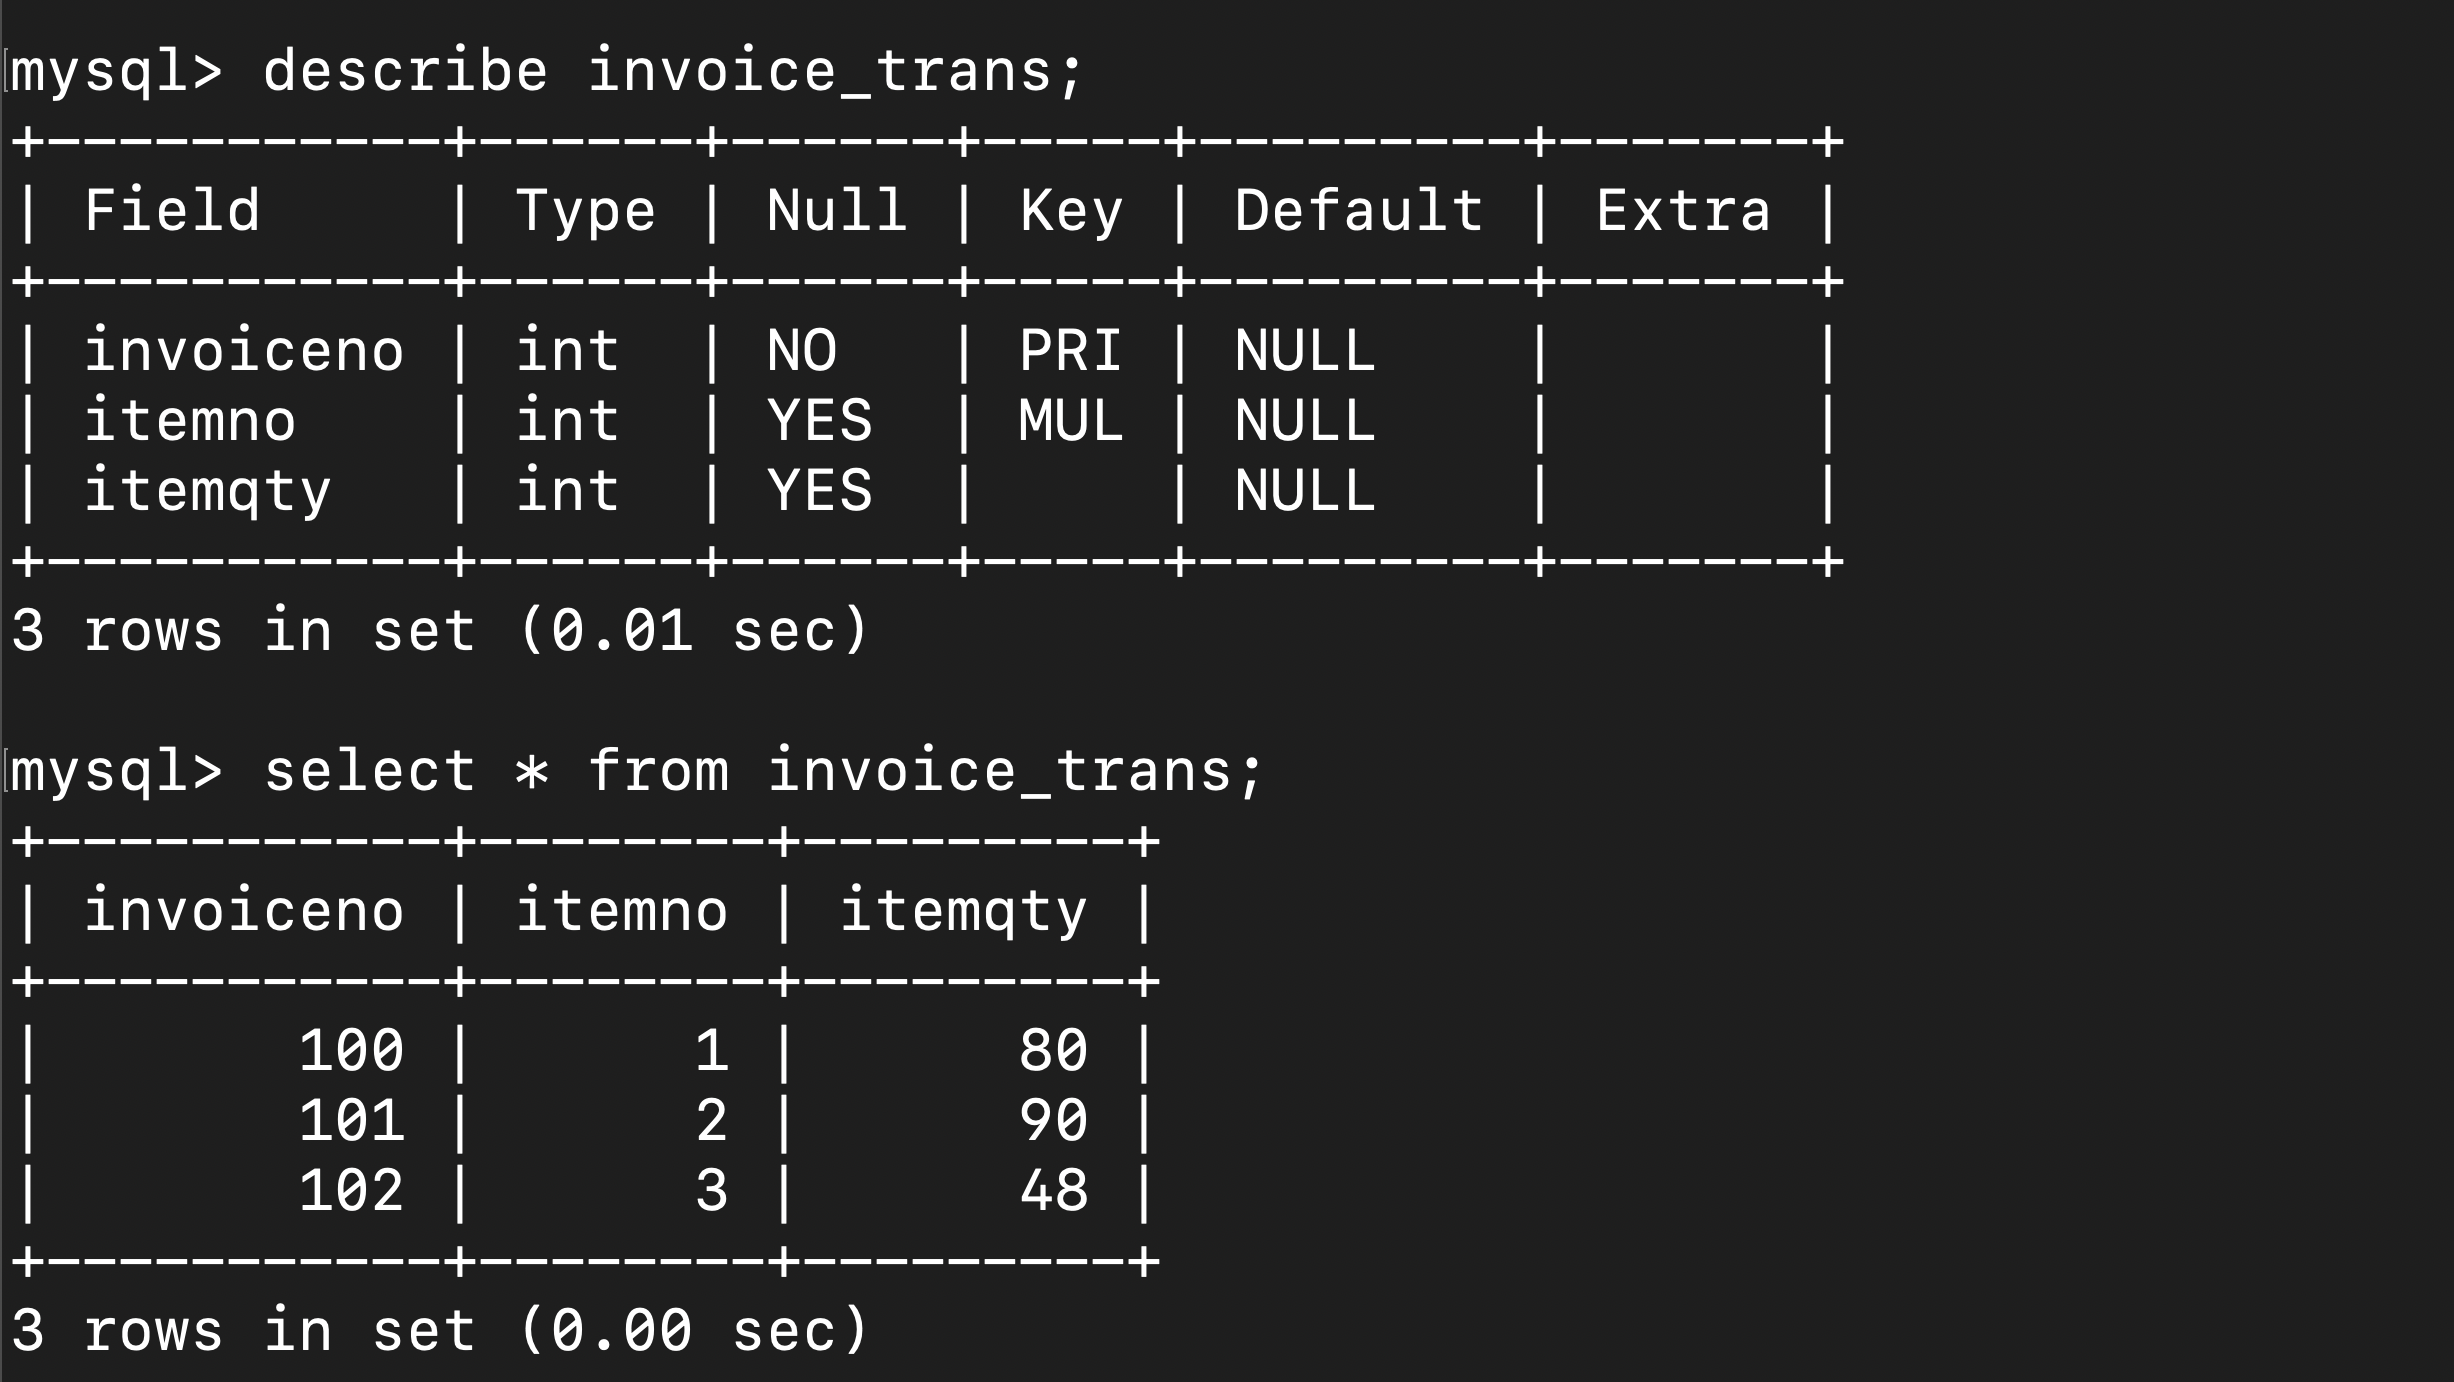 mysql> describe invoice_trans;
+-----------+------+------+-----+---------+-------+
| Field     | Type | Null | Key | Default | Extra |
+-----------+------+------+-----+---------+-------+
| invoiceno | int  | NO   | PRI | NULL    |       |
| itemno    | int  | YES  | MUL | NULL    |       |
| itemqty   | int  | YES  |     | NULL    |       |
+-----------+------+------+-----+---------+-------+
3 rows in set (0.01 sec)

mysql> select * from invoice_trans;
+-----------+--------+---------+
| invoiceno | itemno | itemqty |
+-----------+--------+---------+
|       100 |      1 |      80 |
|       101 |      2 |      90 |
|       102 |      3 |      48 |
+-----------+--------+---------+
3 rows in set (0.00 sec)